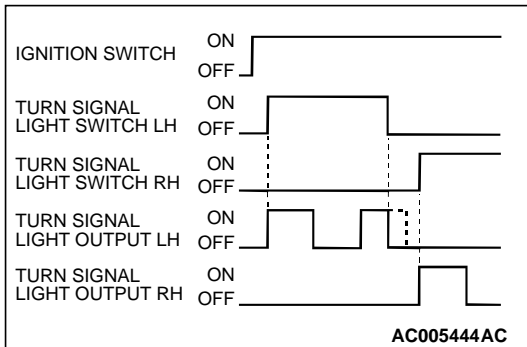 IGNITION SWITCH
ON
OFF
TURN SIGNAL
LIGHT SWITCH LH
ON
OFF
TURN SIGNAL
LIGHT SWITCH RH
ON
OFF
TURN SIGNAL
LIGHT OUTPUT LH
ON
OFF
TURN SIGNAL
LIGHT OUTPUT RH
ON
OFF
AC005444AC